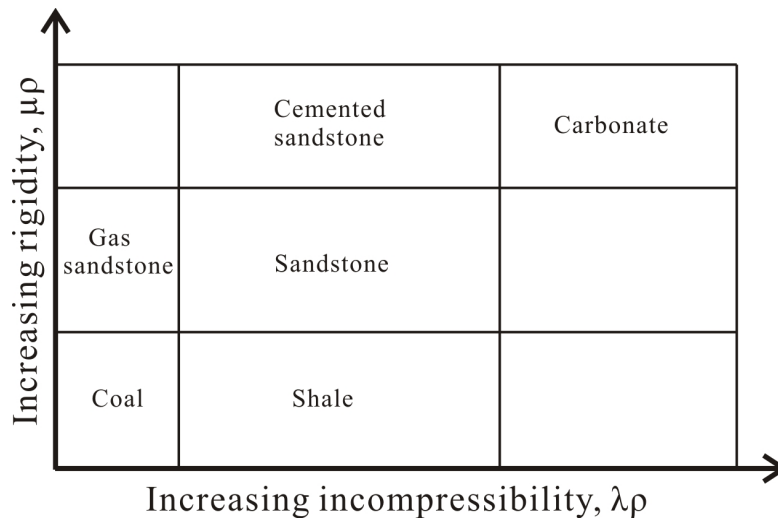 Increasing rigidity, μρ
Cemented
sandstone
Carbonate
Gas
sandstone
Sandstone
Coal
Shale
Increasing incompressibility, λρ